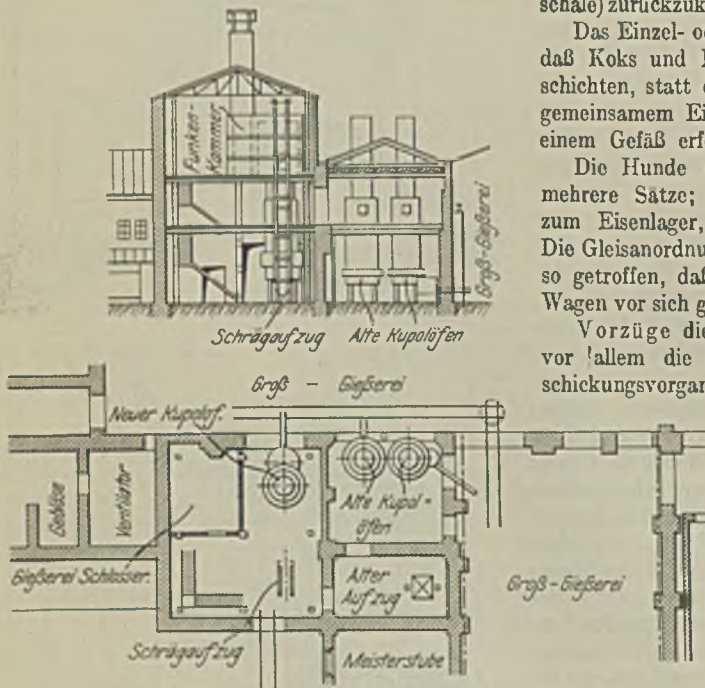 schale) zurückzuk
Das Einzel- o
daß Koks und
schichten, statt
gemeinsamem Ei
einem Gefäß erf
Die Hunde
mehrere Sätze;
zum Eisenlager,
Die Gleisanordnu
so getroffen, daß
Wagen vor sich g
Vorzüge die
vor allem die
schickungsvorgan
Funken-
Kammer
Groß-Gießerei
Schrägaufzug
Alte Kupolöfen
Groß - Gießerei
Neuer Kupolof.
Gebläse
Ventilator
Alte Kupol-
öfen
Gießerei Schlosser.
Alter
Aufzug
Groß-Gießerei
Schrägaufzug
Meisterstube